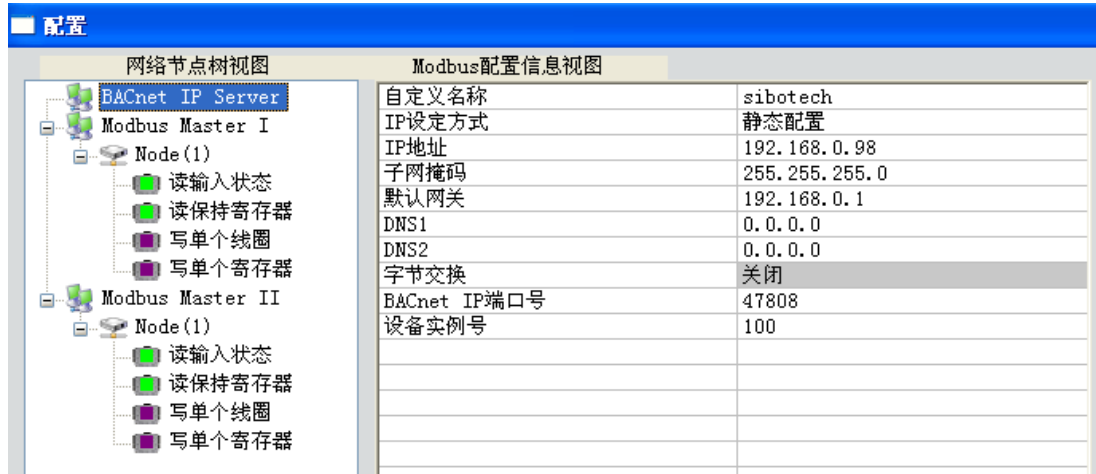 配置
网络节点树视图
Modbus配置信息视图
BACnet IP Server
Modbus Master I
Node(1)
读输入状态
读保持寄存器
写单个线圈
写单个寄存器
Modbus Master II
Node(1)
读输入状态
读保持寄存器
写单个线圈
写单个寄存器
自定义名称 sibotech
IP设定方式 静态配置
IP地址 192.168.0.98
子网掩码 255.255.255.0
默认网关 192.168.0.1
DNS1 0.0.0.0
DNS2 0.0.0.0
字节交换 关闭
BACnet IP端口号 47808
设备实例号 100